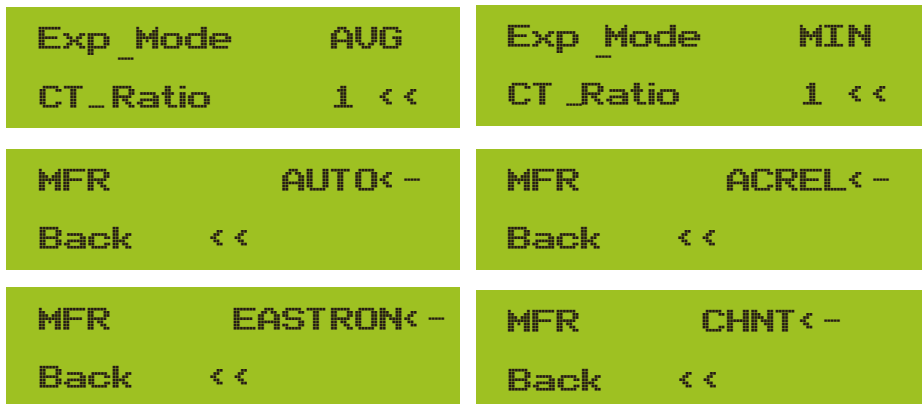 Exp_Mode AVG
CT_Ratio 1 <<
Exp_Mode MIN
CT_Ratio 1 <<
MFR AUTO<-
Back <<
MFR ACREL<-
Back <<
MFR EASTRON<-
Back <<
MFR CHNT<-
Back <<